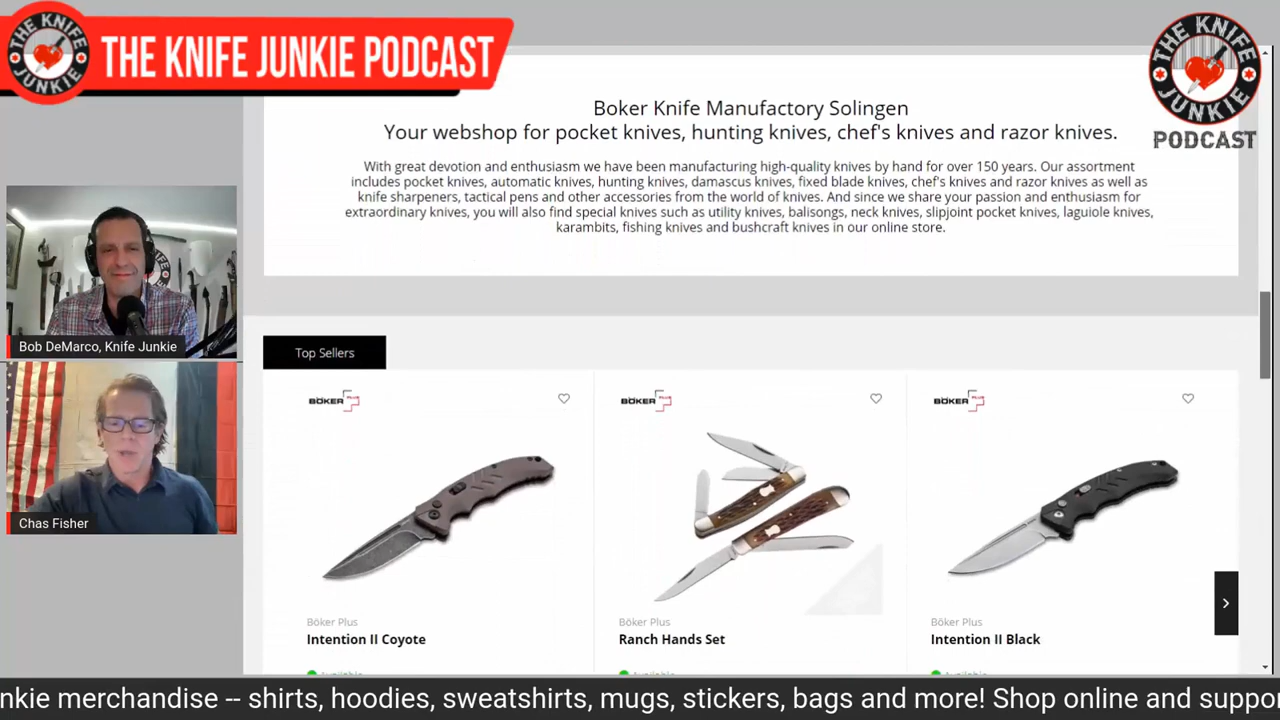 THE KNIFE JUNKIE
THE KNIFE JUNKIE PODCAST
THE KNIFE JUNKIE
PODCAST
Boker Knife Manufactory Solingen
Your webshop for pocket knives, hunting knives, chef's knives and razor knives.
With great devotion and enthusiasm we have been manufacturing high-quality knives by hand for over 150 years. Our assortment
includes pocket knives, automatic knives, hunting knives, damascus knives, fixed blade knives, chef's knives and razor knives as well as
knife sharpeners, tactical pens and other accessories from the world of knives. And since we share your passion and enthusiasm for
extraordinary knives, you will also find special knives such as utility knives, balisongs, neck knives, slipjoint pocket knives, laguiole knives,
karambits, fishing knives and bushcraft knives in our online store.
Bob DeMarco, Knife Junkie
Chas Fisher
Top Sellers
BÖKER PLUS
BÖKER PLUS
BÖKER PLUS
Böker Plus
Intention II Coyote
Böker Plus
Ranch Hands Set
Böker Plus
Intention II Black
nkie merchandise -- shirts, hoodies, sweatshirts, mugs, stickers, bags and more! Shop online and suppo